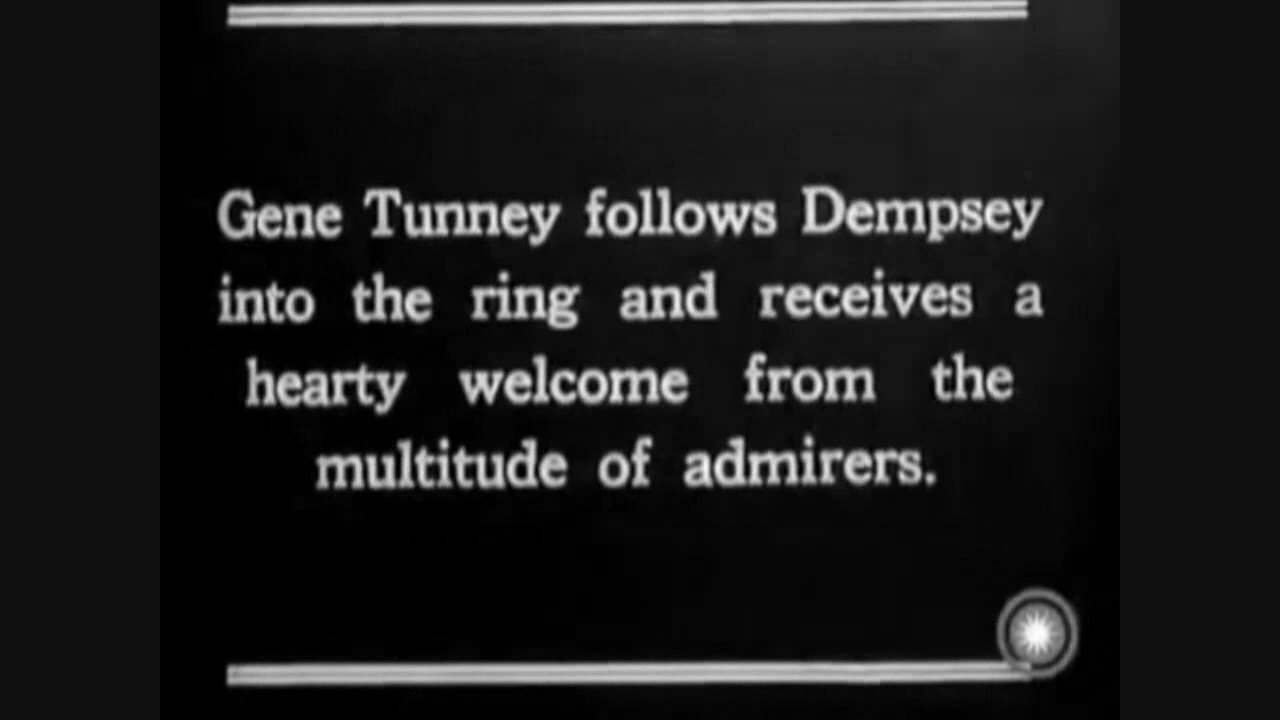 Gene Tunney follows Dempsey
into the ring and receives a
hearty welcome from the
multitude of admirers.